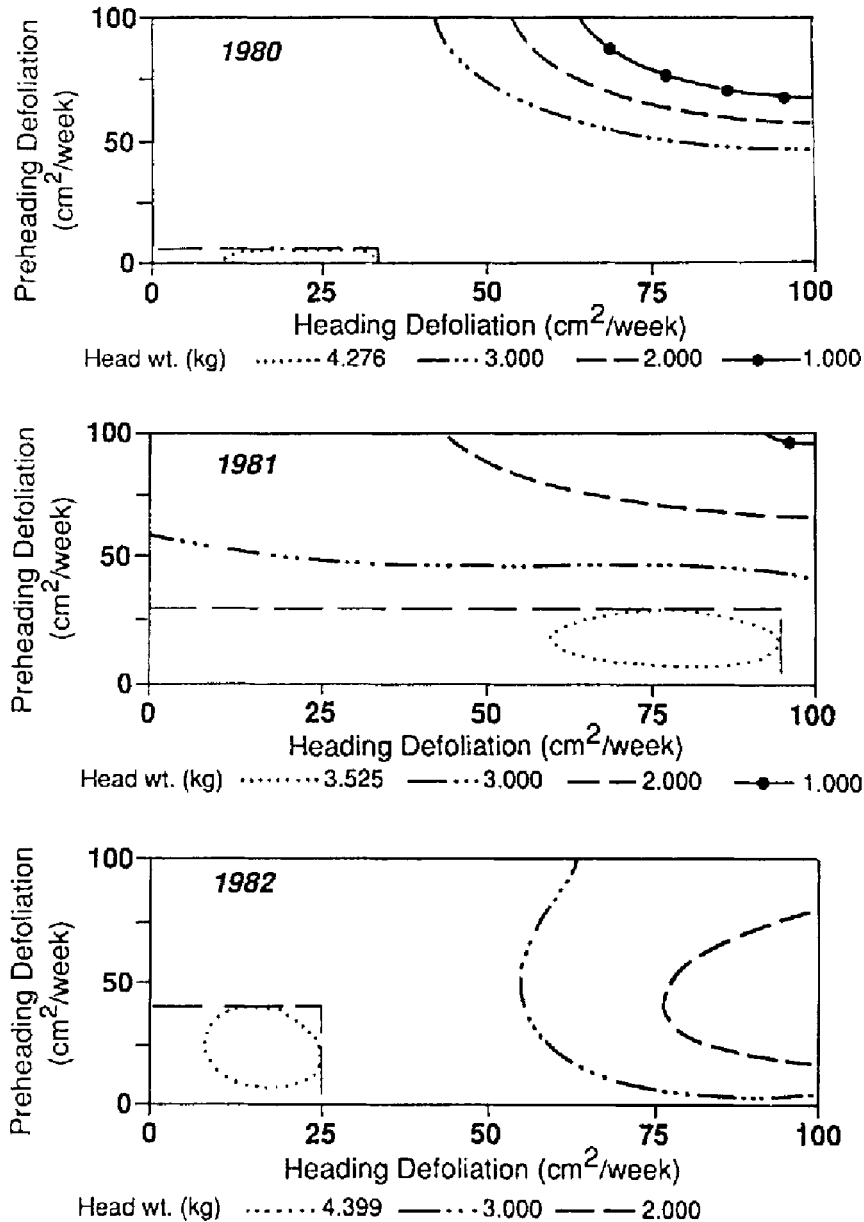 1980
100
50
0
Preheading Defoliation
(cm²/week)
0 25 50 75 100
Heading Defoliation (cm²/week)
Head wt. (kg) 4.276 3.000 2.000 1.000
1981
100
50
0
Preheading Defoliation
(cm²/week)
0 25 50 75 100
Heading Defoliation (cm²/week)
Head wt. (kg) 3.525 3.000 2.000 1.000
1982
100
50
0
Preheading Defoliation
(cm²/week)
0 25 50 75 100
Heading Defoliation (cm²/week)
Head wt. (kg) 4.399 3.000 2.000